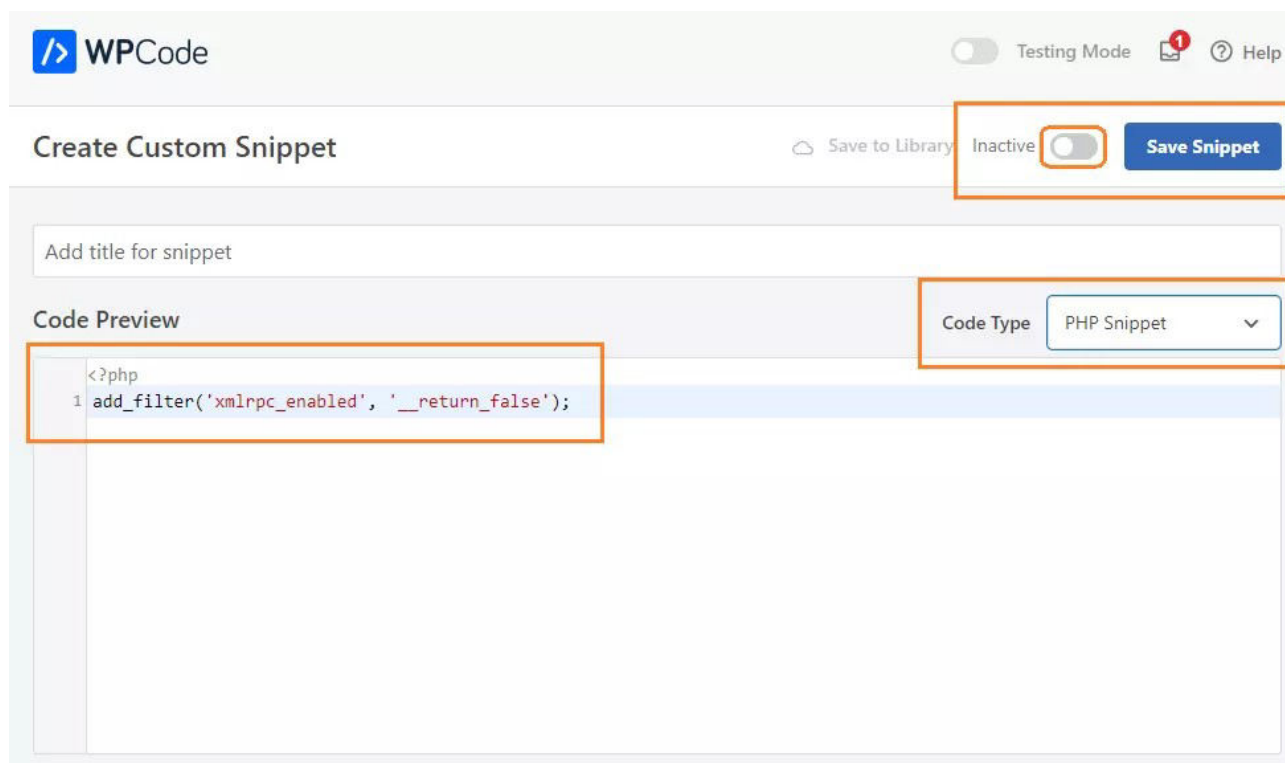 WPCode
Testing Mode 1 Help
Create Custom Snippet
Save to Library Inactive Save Snippet
Add title for snippet
Code Preview
Code Type PHP Snippet
<?php
1 add_filter('xmlrpc_enabled', '__return_false');